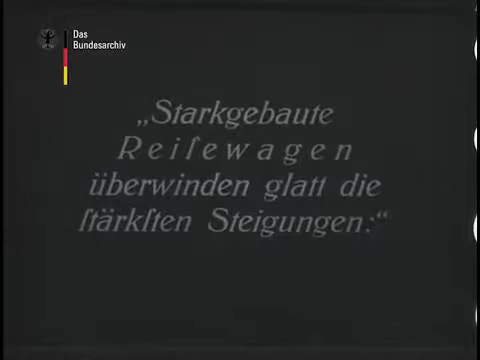 Das
Bundesarchiv
„Starkgebaute
Reiſewagen
überwinden glatt die
ſtärkſten Steigungen:“